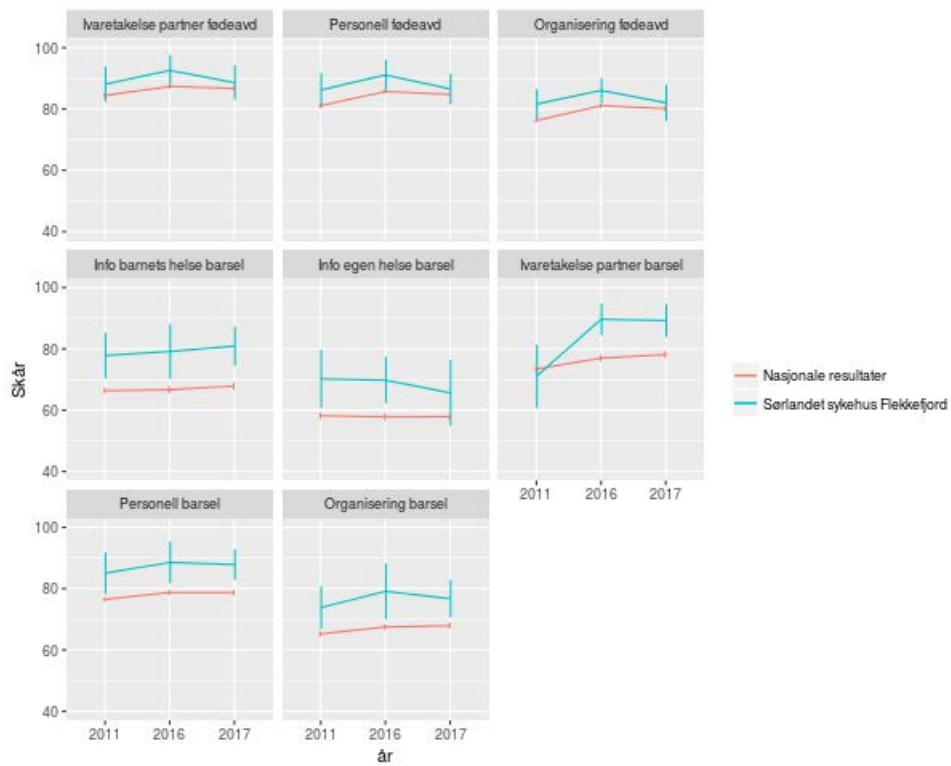 Ivaretakelse partner fødeavd
Personell fødeavd
Organisering fødeavd
100
80
60
40
Info barnets helse barsel
Info egen helse barsel
Ivaretakelse partner barsel
100
80
60
40
2011 2016 2017
Personell barsel
Organisering barsel
100
80
60
40
2011 2016 2017
2011 2016 2017
Skår
år
Nasjonale resultater
Sørlandet sykehus Flekkefjord